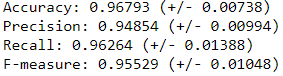 Accuracy: 0.96793 (+/- 0.00738)
Precision: 0.94854 (+/- 0.00994)
Recall: 0.96264 (+/- 0.01388)
F-measure: 0.95529 (+/- 0.01048)